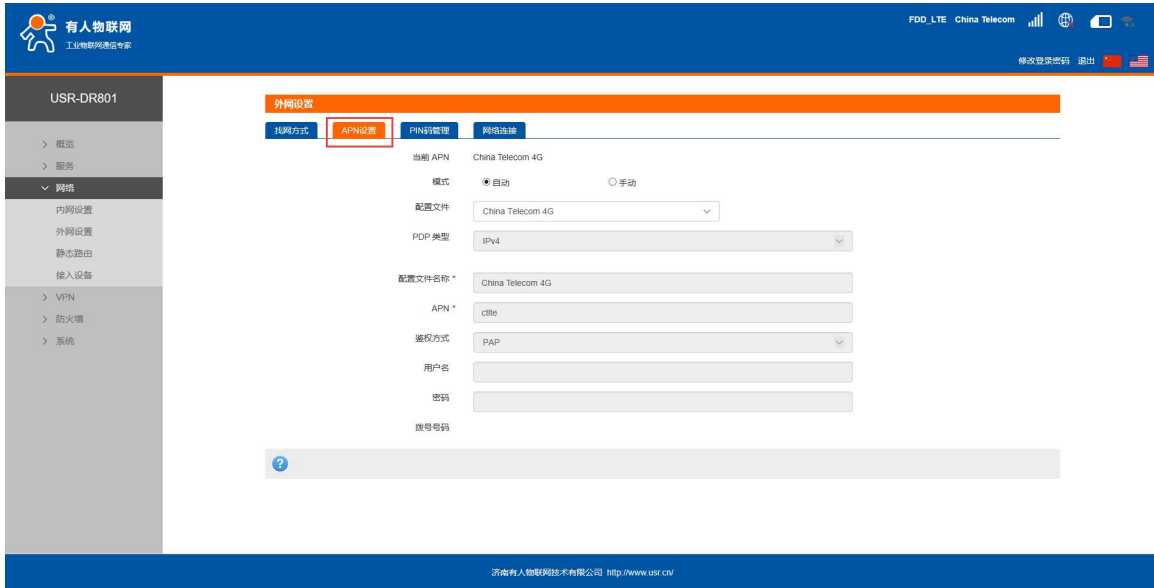 有人物联网
工业物联网通信专家
FDD_LTE China Telecom
修改登录密码 退出
USR-DR801
概览
服务
网络
内网设置
外网设置
静态路由
接入设备
VPN
防火墙
系统
外网设置
找网方式 APN设置 PIN码管理 网络连接
当前 APN China Telecom 4G
模式 自动 手动
配置文件 China Telecom 4G
PDP 类型 IPv4
配置文件名称 * China Telecom 4G
APN * ctlte
鉴权方式 PAP
用户名
密码
拨号号码
济南有人物联网技术有限公司 http://www.usr.cn/